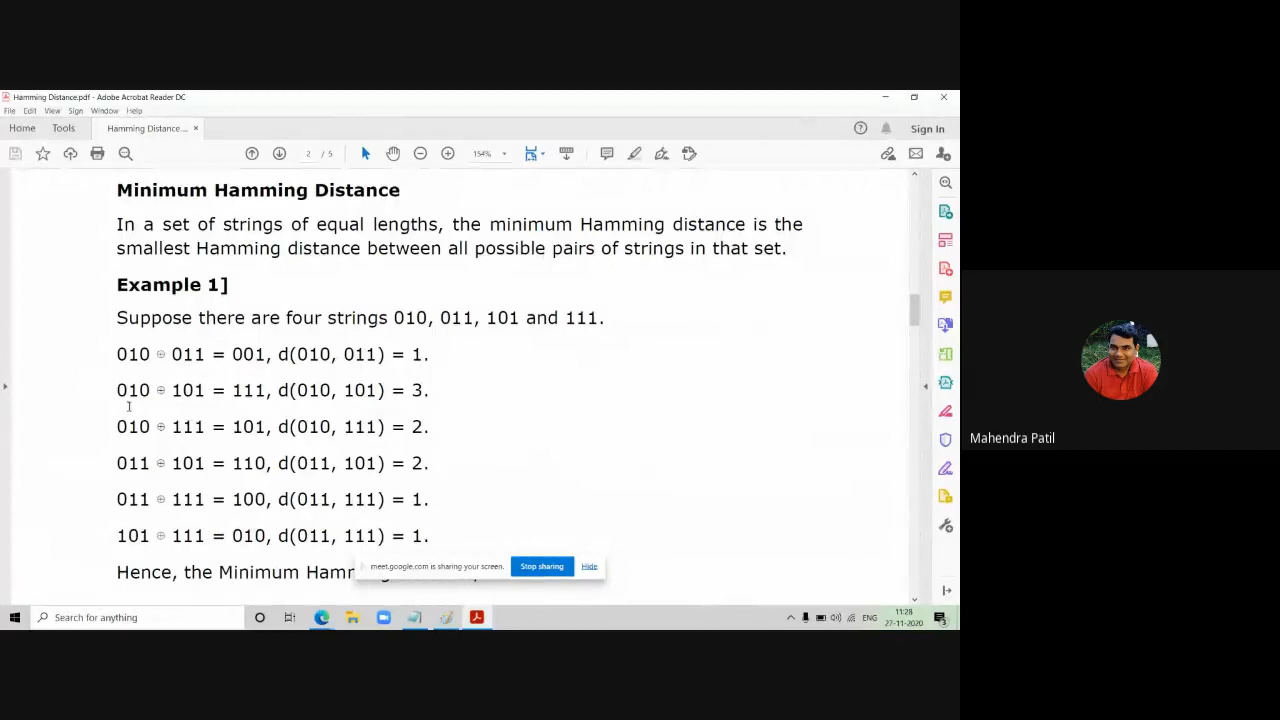 Hamming Distance.pdf - Adobe Acrobat Reader DC
File Edit View Sign Window Help
Home Tools Hamming Distance.... × Sign In
2 / 5 154%
Minimum Hamming Distance
In a set of strings of equal lengths, the minimum Hamming distance is the
smallest Hamming distance between all possible pairs of strings in that set.
Example 1]
Suppose there are four strings 010, 011, 101 and 111.
010 ⊕ 011 = 001, d(010, 011) = 1.
010 ⊕ 101 = 111, d(010, 101) = 3.
010 ⊕ 111 = 101, d(010, 111) = 2.
011 ⊕ 101 = 110, d(011, 101) = 2.
011 ⊕ 111 = 100, d(011, 111) = 1.
101 ⊕ 111 = 010, d(011, 111) = 1.
Hence, the Minimum Hamm
meet.google.com is sharing your screen. Stop sharing Hide
Mahendra Patil
Search for anything
ENG 11:28
27-11-2020 3